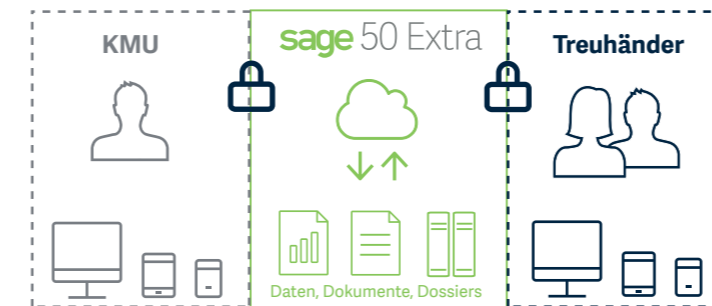 KMU
sage 50 Extra
Treuhänder
Daten, Dokumente, Dossiers